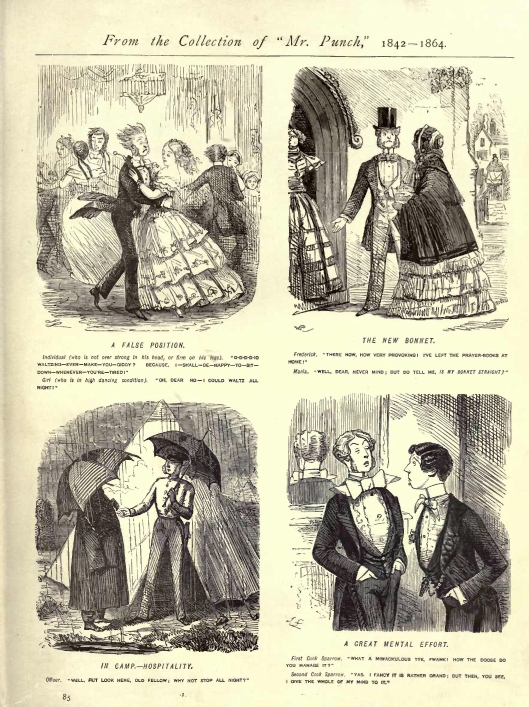 From the Collection of "Mr. Punch," 1842—1864.
A FALSE POSITION.
Individual (who is not over strong in his head, or firm on his legs). "D-D-D-D-DO
WALTZING—EVER—MAKE—YOU—GIDDY? BECAUSE, I—SHALL—BE—HAPPY—TO—SIT—
DOWN—WHENEVER—YOU'RE—TIRED!"
Girl (who is in high dancing condition). "OH, DEAR NO—I COULD WALTZ ALL
NIGHT!"
THE NEW BONNET.
Frederick. "THERE NOW, HOW VERY PROVOKING! I'VE LEFT THE PRAYER-BOOKS AT
HOME!"
Maria. "WELL, DEAR, NEVER MIND; BUT DO TELL ME, IS MY BONNET STRAIGHT?"
IN CAMP.—HOSPITALITY.
Officer. "WELL, BUT LOOK HERE, OLD FELLOW; WHY NOT STOP ALL NIGHT?"
A GREAT MENTAL EFFORT.
First Cock Sparrow. "WHAT A MIWACKULOUS TYE, FWANK! HOW THE DOOSE DO
YOU MANAGE IT?"
Second Cock Sparrow. "YAS. I FANCY IT IS RATHER GRAND; BUT THEN, YOU SEE,
I GIVE THE WHOLE OF MY MIND TO IT."
85